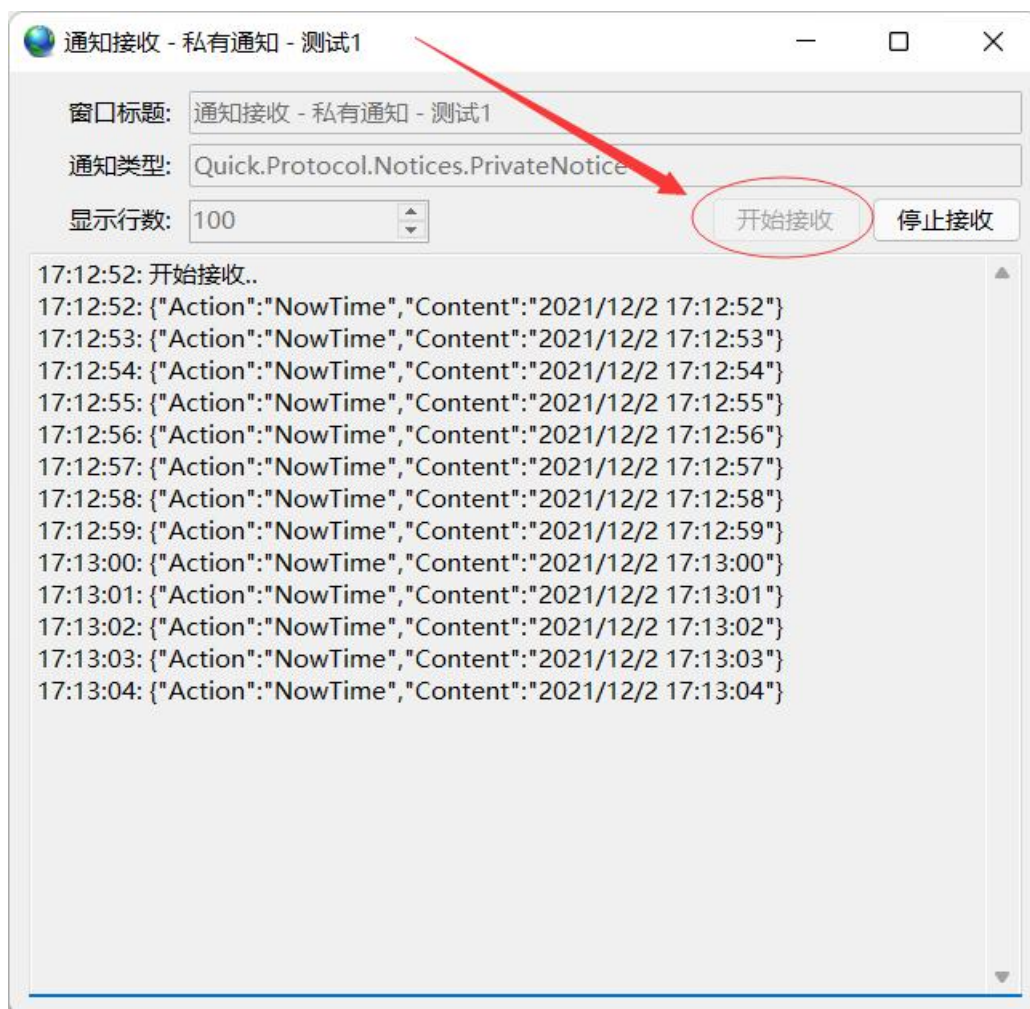 通知接收 - 私有通知 - 测试1
窗口标题: 通知接收 - 私有通知 - 测试1
通知类型: Quick.Protocol.Notices.PrivateNotice
显示行数: 100 开始接收 停止接收
17:12:52: 开始接收..
17:12:52: {"Action":"NowTime","Content":"2021/12/2 17:12:52"}
17:12:53: {"Action":"NowTime","Content":"2021/12/2 17:12:53"}
17:12:54: {"Action":"NowTime","Content":"2021/12/2 17:12:54"}
17:12:55: {"Action":"NowTime","Content":"2021/12/2 17:12:55"}
17:12:56: {"Action":"NowTime","Content":"2021/12/2 17:12:56"}
17:12:57: {"Action":"NowTime","Content":"2021/12/2 17:12:57"}
17:12:58: {"Action":"NowTime","Content":"2021/12/2 17:12:58"}
17:12:59: {"Action":"NowTime","Content":"2021/12/2 17:12:59"}
17:13:00: {"Action":"NowTime","Content":"2021/12/2 17:13:00"}
17:13:01: {"Action":"NowTime","Content":"2021/12/2 17:13:01"}
17:13:02: {"Action":"NowTime","Content":"2021/12/2 17:13:02"}
17:13:03: {"Action":"NowTime","Content":"2021/12/2 17:13:03"}
17:13:04: {"Action":"NowTime","Content":"2021/12/2 17:13:04"}